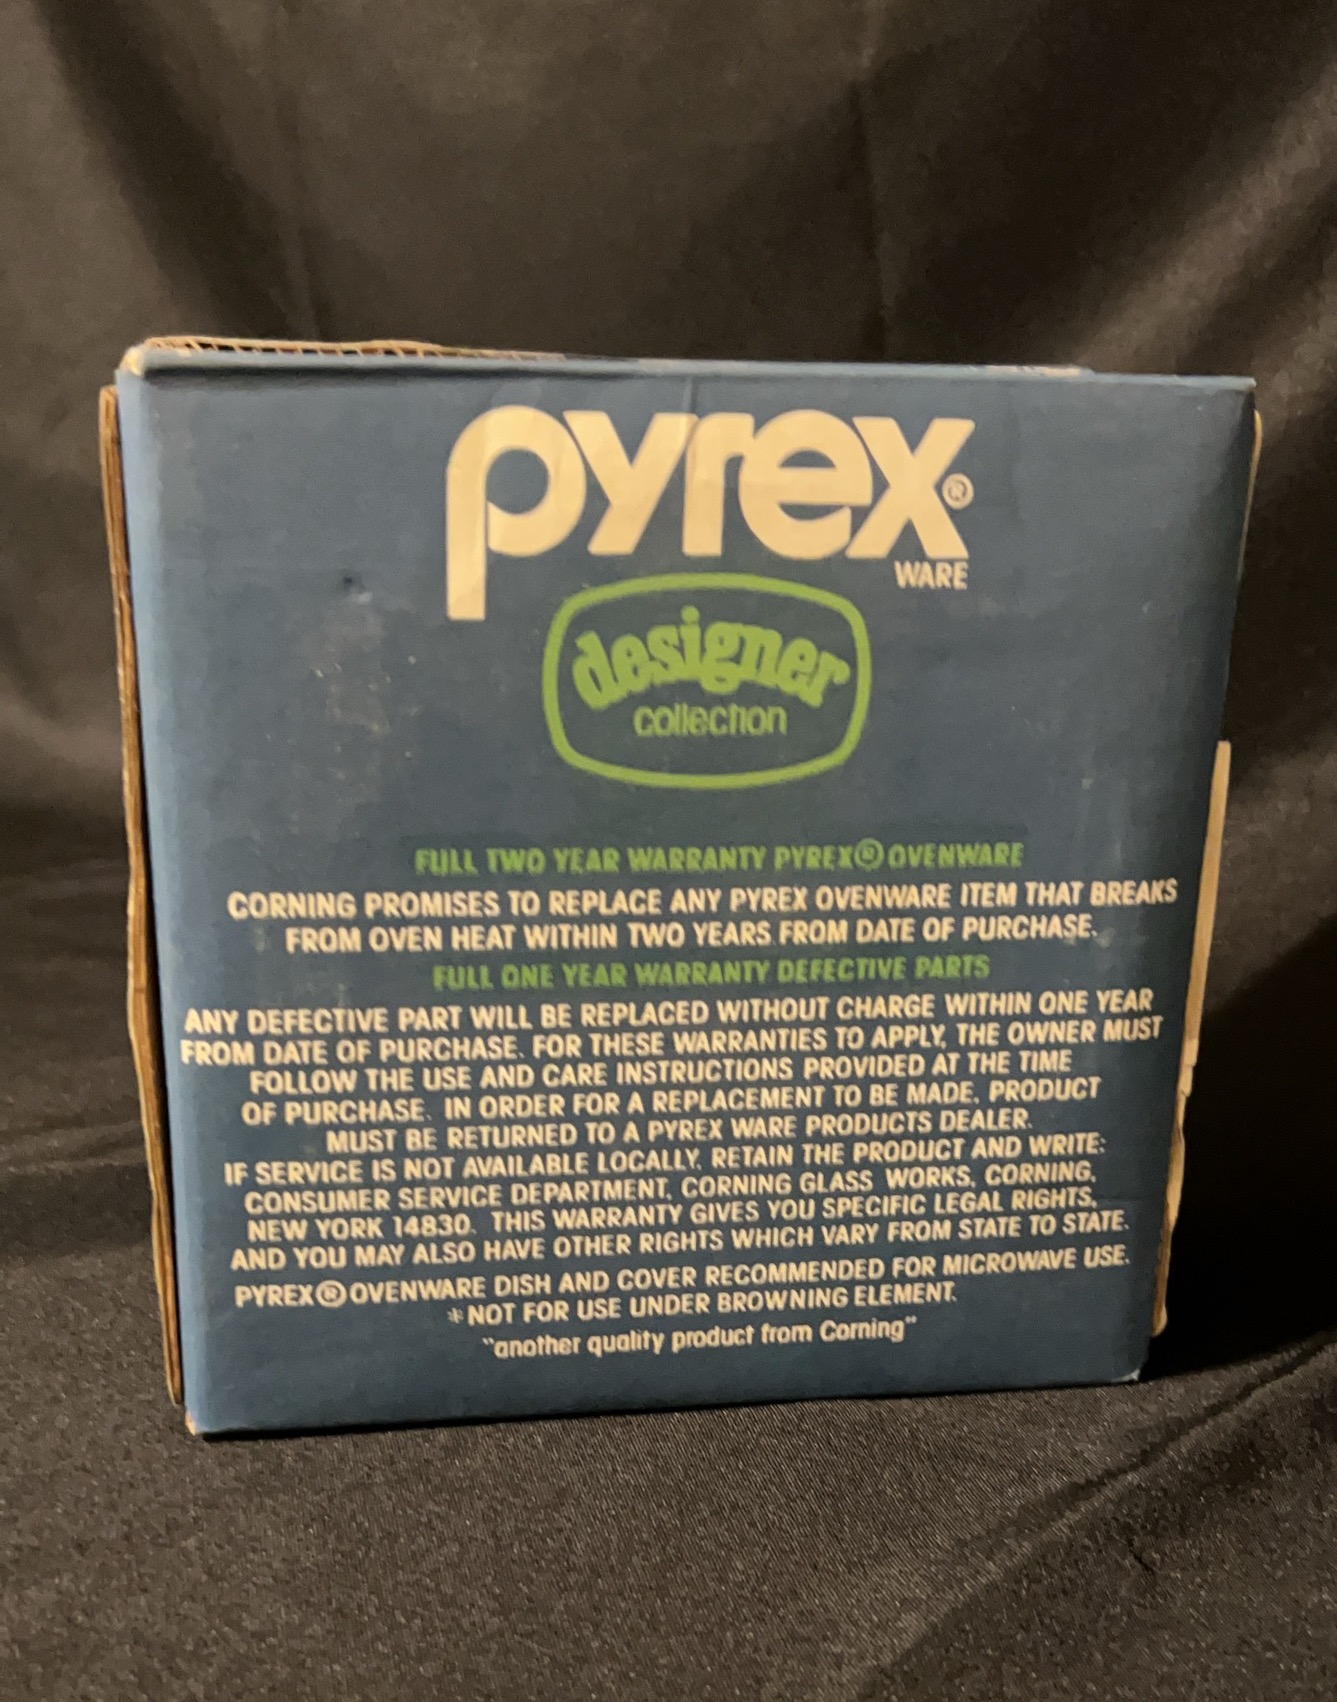 pyrex®
WARE
designer
collection
FULL TWO YEAR WARRANTY PYREX® OVENWARE
CORNING PROMISES TO REPLACE ANY PYREX OVENWARE ITEM THAT BREAKS
FROM OVEN HEAT WITHIN TWO YEARS FROM DATE OF PURCHASE.
FULL ONE YEAR WARRANTY DEFECTIVE PARTS
ANY DEFECTIVE PART WILL BE REPLACED WITHOUT CHARGE WITHIN ONE YEAR
FROM DATE OF PURCHASE. FOR THESE WARRANTIES TO APPLY, THE OWNER MUST
FOLLOW THE USE AND CARE INSTRUCTIONS PROVIDED AT THE TIME
OF PURCHASE. IN ORDER FOR A REPLACEMENT TO BE MADE, PRODUCT
MUST BE RETURNED TO A PYREX WARE PRODUCTS DEALER.
IF SERVICE IS NOT AVAILABLE LOCALLY, RETAIN THE PRODUCT AND WRITE:
CONSUMER SERVICE DEPARTMENT, CORNING GLASS WORKS, CORNING,
NEW YORK 14830. THIS WARRANTY GIVES YOU SPECIFIC LEGAL RIGHTS,
AND YOU MAY ALSO HAVE OTHER RIGHTS WHICH VARY FROM STATE TO STATE.
PYREX® OVENWARE DISH AND COVER RECOMMENDED FOR MICROWAVE USE.
*NOT FOR USE UNDER BROWNING ELEMENT.
"another quality product from Corning"